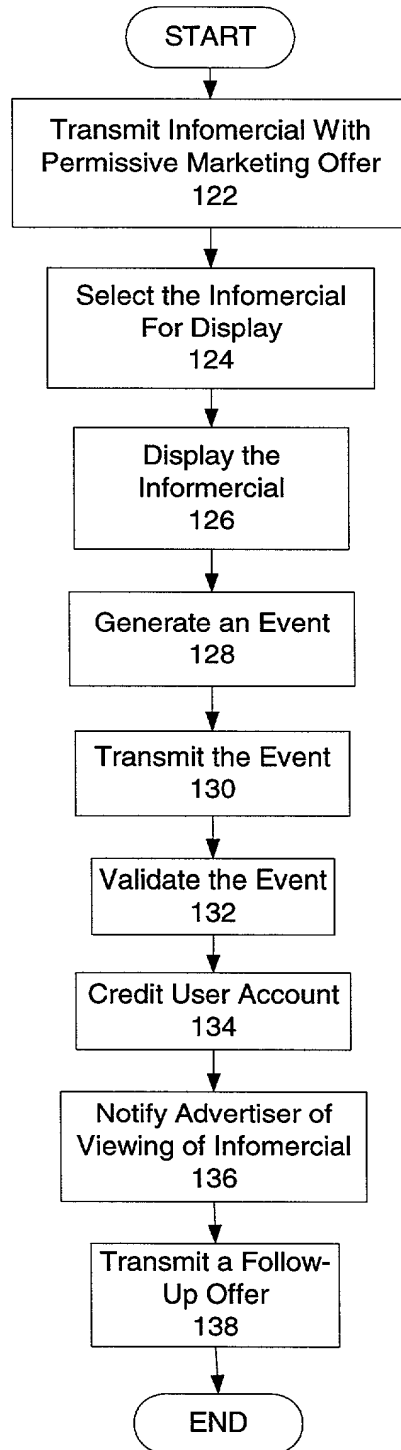 START
Transmit Infomercial With
Permissive Marketing Offer
122
Select the Infomercial
For Display
124
Display the
Informercial
126
Generate an Event
128
Transmit the Event
130
Validate the Event
132
Credit User Account
134
Notify Advertiser of
Viewing of Infomercial
136
Transmit a Follow-
Up Offer
138
END